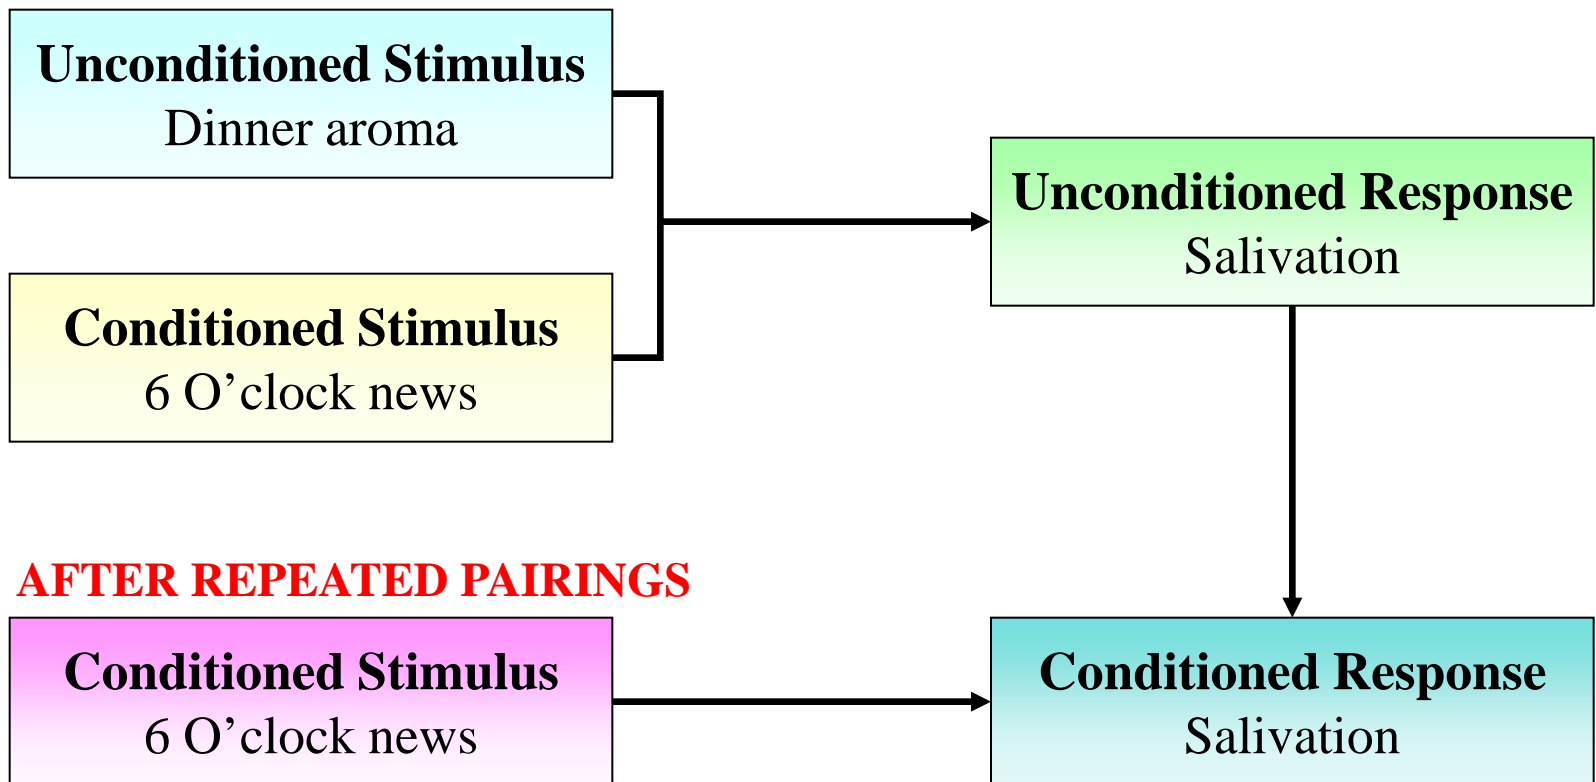 Unconditioned Stimulus
Dinner aroma
Unconditioned Response
Salivation
Conditioned Stimulus
6 O’clock news
AFTER REPEATED PAIRINGS
Conditioned Stimulus
6 O’clock news
Conditioned Response
Salivation